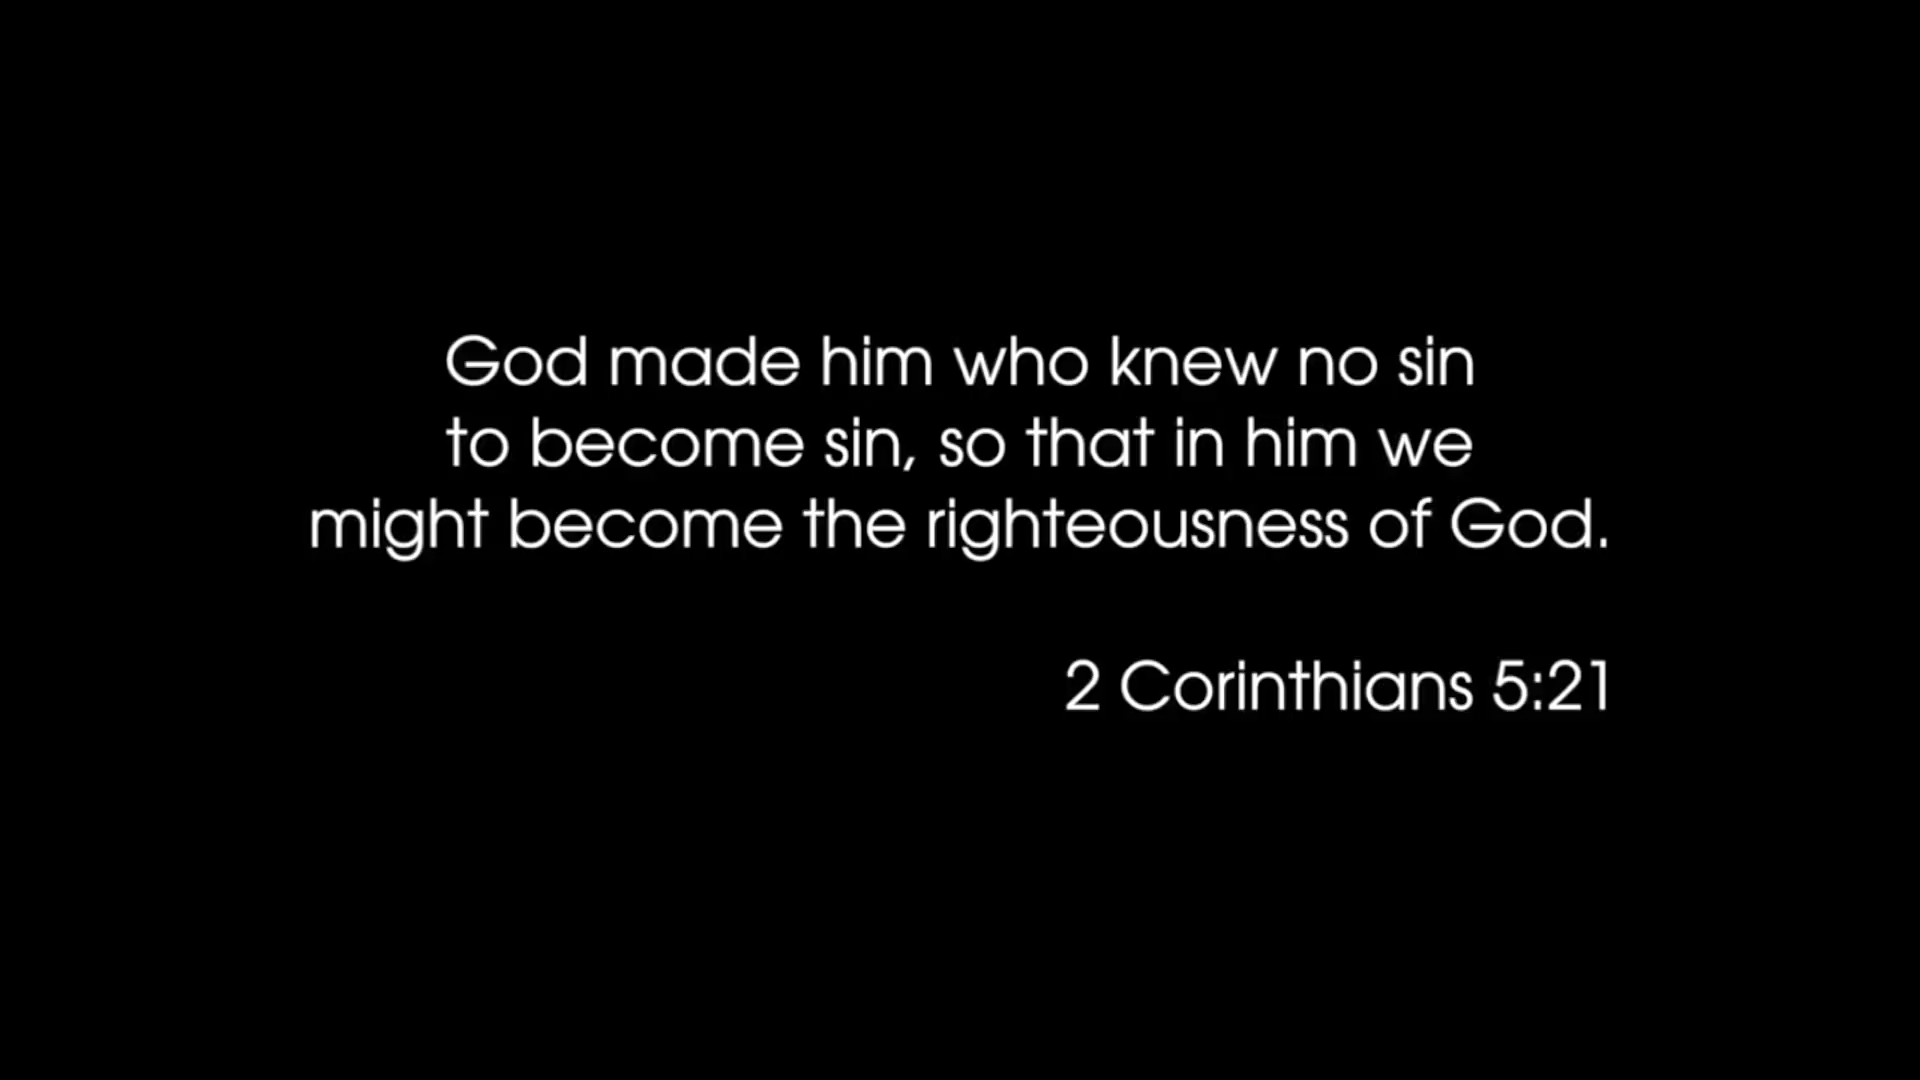 God made him who knew no sin
to become sin, so that in him we
might become the righteousness of God.
2 Corinthians 5:21